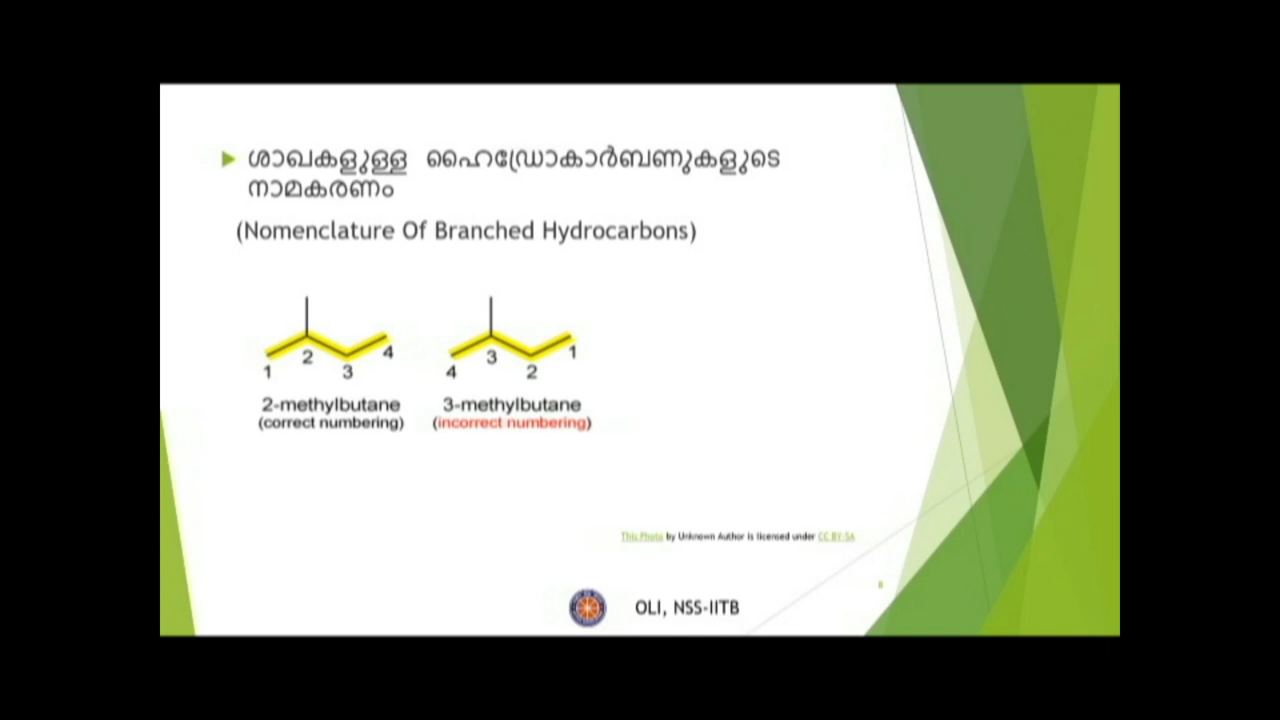 ശാഖകളുള്ള ഹൈഡ്രോകാർബണുകളുടെ
നാമകരണം
(Nomenclature Of Branched Hydrocarbons)
1 2 3 4
4 3 2 1
2-methylbutane
(correct numbering)
3-methylbutane
(incorrect numbering)
This Photo by Unknown Author is licensed under CC BY-SA
8
OLI, NSS-IITB